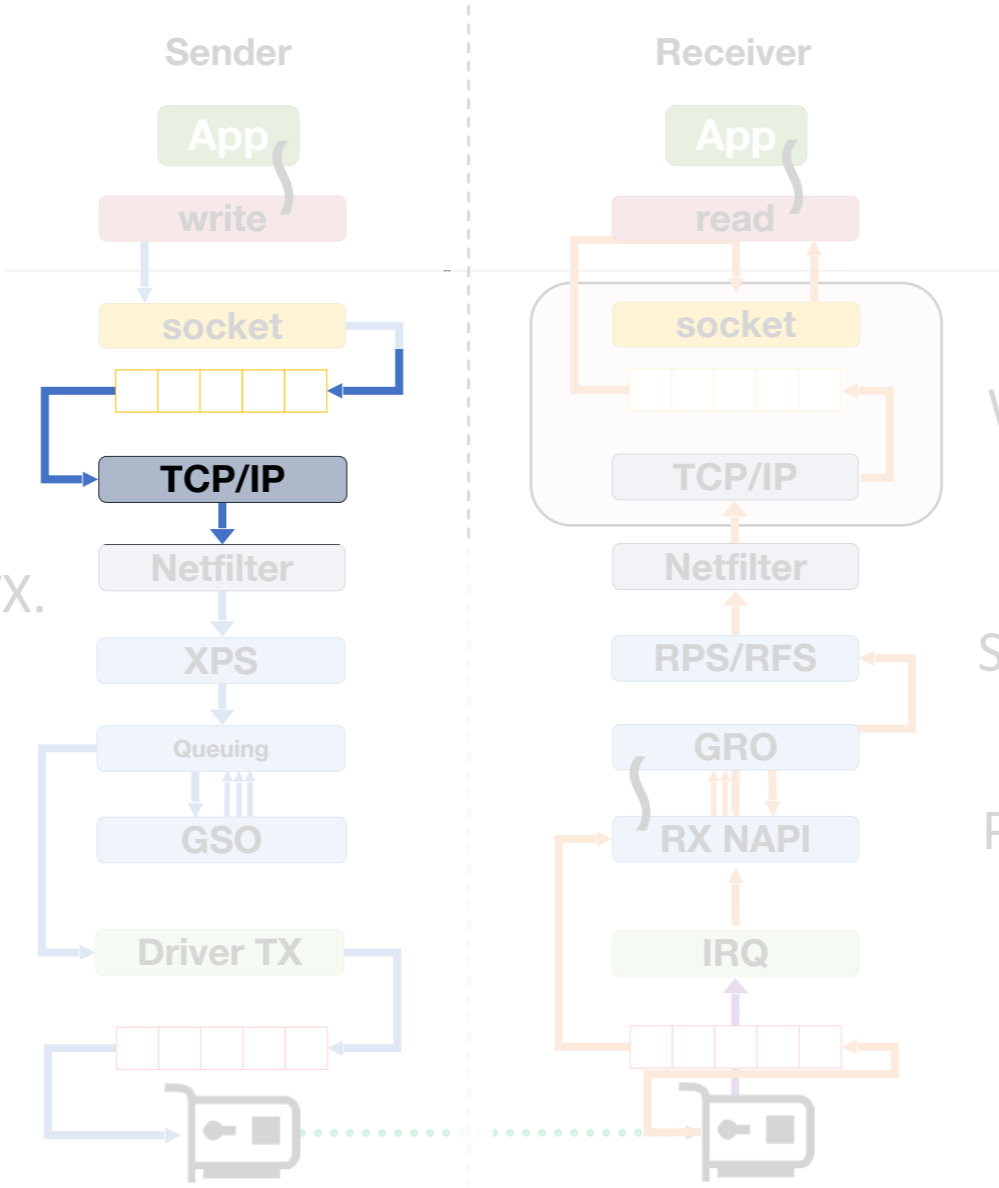 Sender
App
write
socket
TCP/IP
Netfilter
XPS
Queuing
GSO
Driver TX
TX.
Receiver
App
read
socket
TCP/IP
Netfilter
RPS/RFS
GRO
RX NAPI
IRQ
S
P